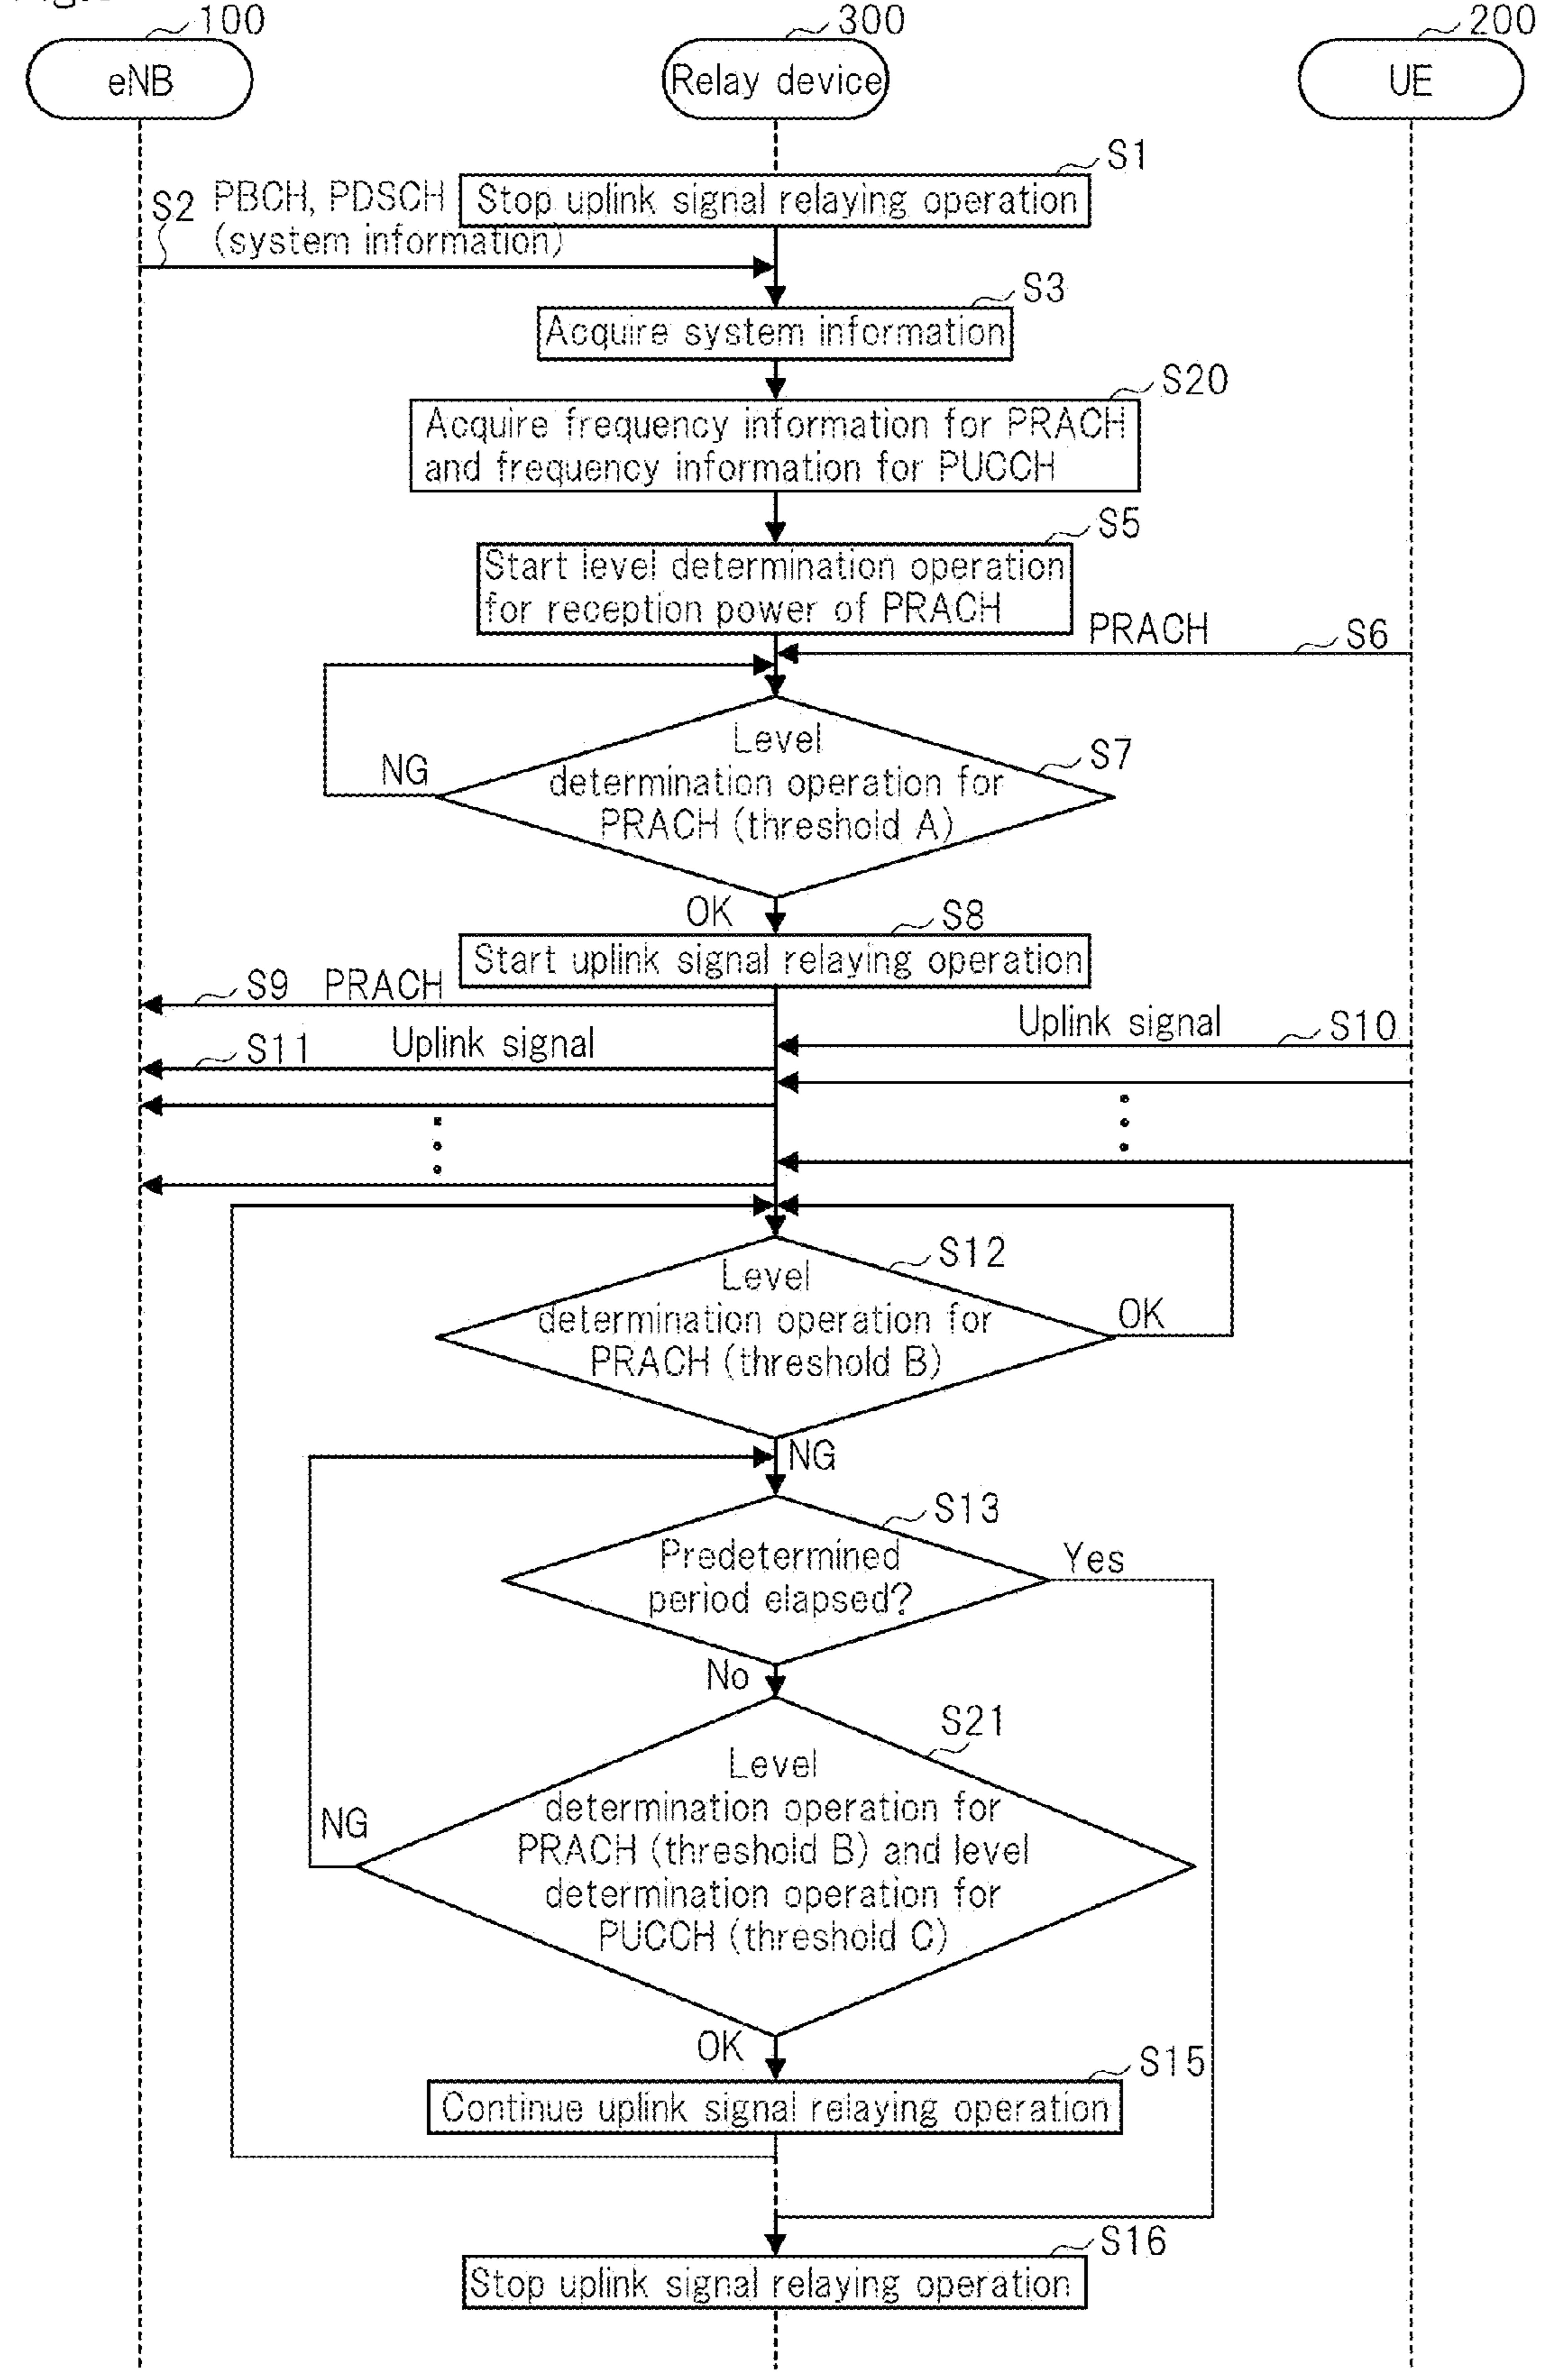 100
300
200
eNB
Relay device
UE
S1
Stop uplink signal relaying operation
S2
PBCH, PDSCH
(system information)
S3
Acquire system information
S20
Acquire frequency information for PRACH
and frequency information for PUCCH
S5
Start level determination operation
for reception power of PRACH
PRACH
S6
Level
determination operation for
PRACH (threshold A)
S7
NG
OK
S8
Start uplink signal relaying operation
S9
PRACH
Uplink signal
S10
S11
Uplink signal
S12
Level
determination operation for
PRACH (threshold B)
OK
NG
S13
Predetermined
period elapsed?
Yes
No
S21
Level
determination operation for
PRACH (threshold B) and level
determination operation for
PUCCH (threshold C)
NG
OK
S15
Continue uplink signal relaying operation
S16
Stop uplink signal relaying operation